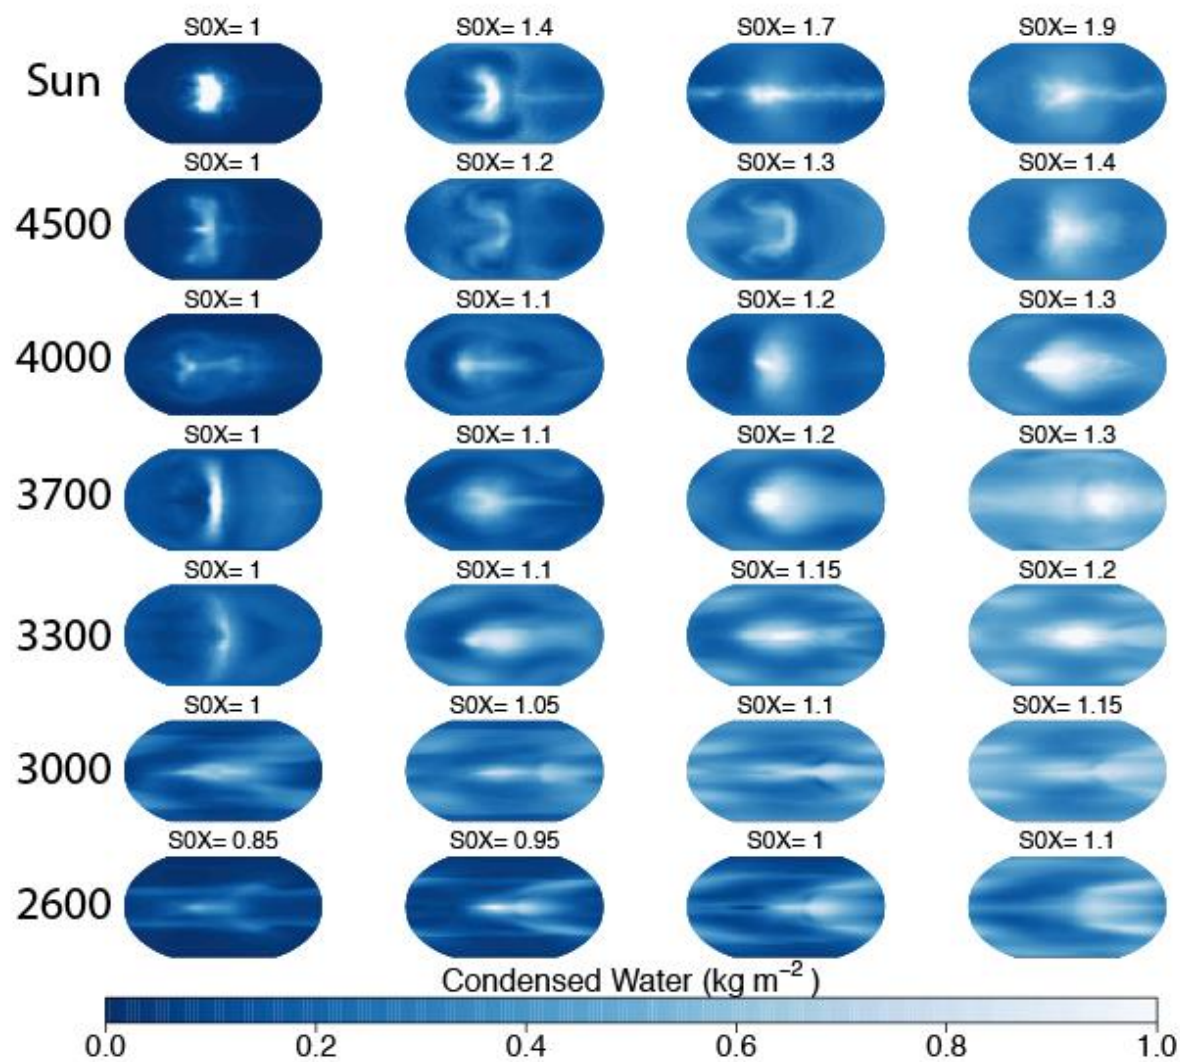 S0X= 1 S0X= 1.4 S0X= 1.7 S0X= 1.9
Sun
S0X= 1 S0X= 1.2 S0X= 1.3 S0X= 1.4
4500
S0X= 1 S0X= 1.1 S0X= 1.2 S0X= 1.3
4000
S0X= 1 S0X= 1.1 S0X= 1.2 S0X= 1.3
3700
S0X= 1 S0X= 1.1 S0X= 1.15 S0X= 1.2
3300
S0X= 1 S0X= 1.05 S0X= 1.1 S0X= 1.15
3000
S0X= 0.85 S0X= 0.95 S0X= 1 S0X= 1.1
2600
Condensed Water (kg m⁻² )
0.0 0.2 0.4 0.6 0.8 1.0